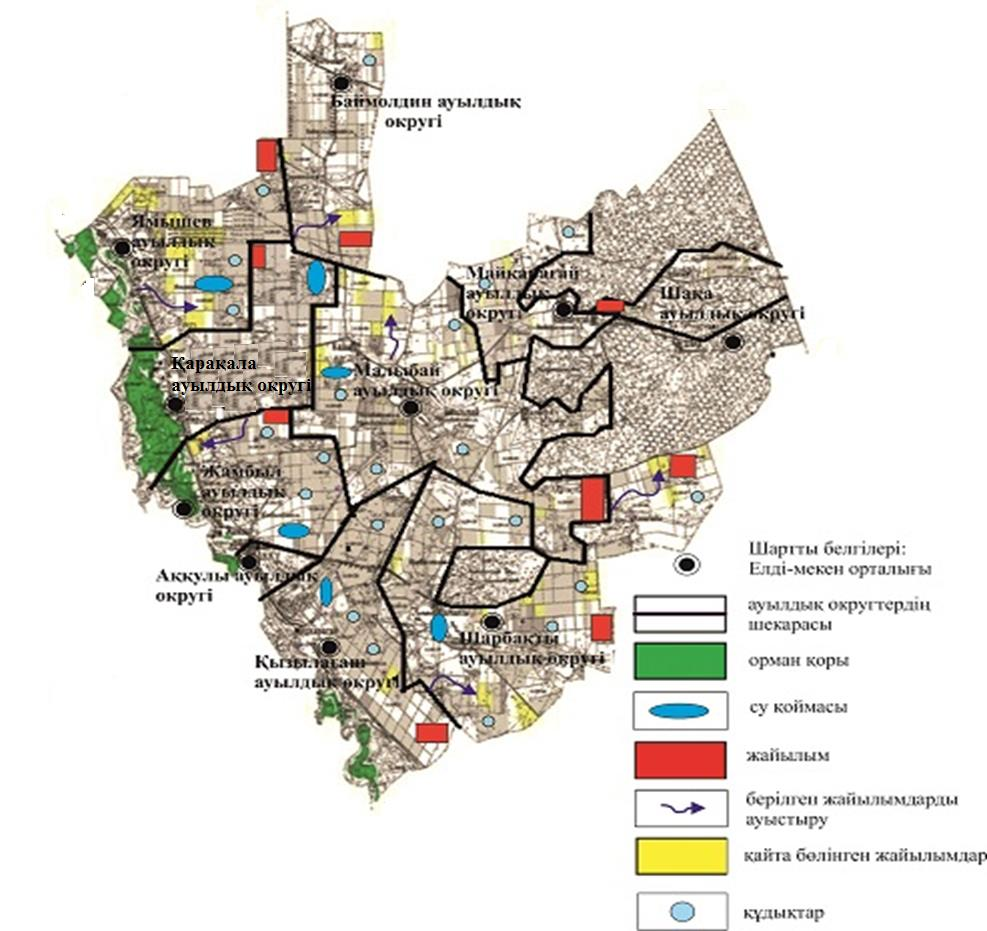 Баймолдин ауылдық
округі
Ямышев
ауылдық
округі
Майқарағай
ауылдық
округі
Шақа
ауылдық округі
Қарақала
ауылдық округі
Малыбай
ауылдық округі
Жамбыл
ауылдық
округі
Аққулы ауылдық
округі
Шарбақты
ауылдық округі
Қызылағаш
ауылдық округі
Шартты белгілері:
Елді-мекен орталығы
ауылдық округтердің
шекарасы
орман қоры
су қоймасы
жайылым
берілген жайылымдарды
ауыстыру
қайта бөлінген жайылымдар
құдықтар